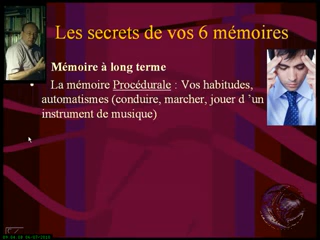 Les secrets de vos 6 mémoires
Mémoire à long terme
• La mémoire Procédurale : Vos habitudes,
automatismes (conduire, marcher, jouer d ’un
instrument de musique)